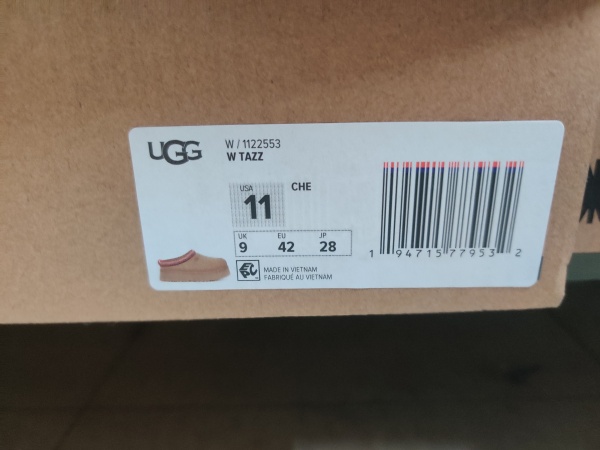 UGG
W / 1122553
W TAZZ
USA
11
CHE
UK EU JP
9 42 28
MADE IN VIETNAM
FABRIQUÉ AU VIETNAM
1 94715 77953 2